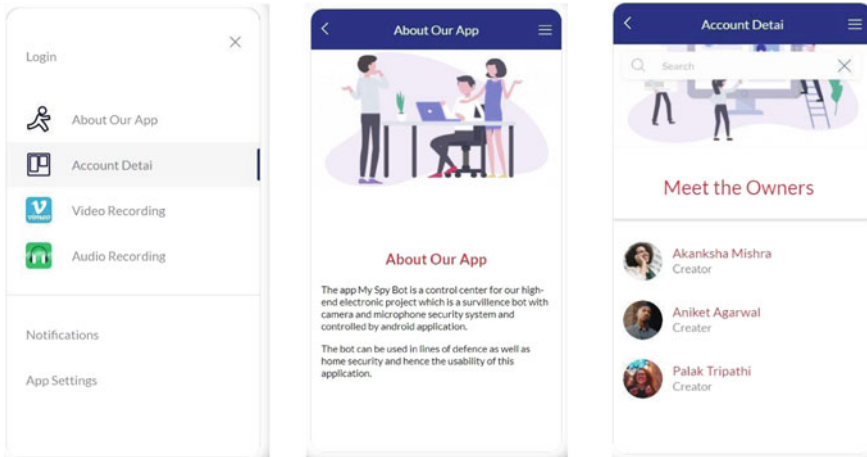 Login
About Our App
Account Detai
vimeo
Video Recording
Audio Recording
Notifications
App Settings
About Our App
About Our App
The app My Spy Bot is a control center for our high-
end electronic project which is a survillence bot with
camera and microphone security system and
controlled by android application.
The bot can be used in lines of defence as well as
home security and hence the usability of this
application.
Account Detai
Search
Meet the Owners
Akanksha Mishra
Creator
Aniket Agarwal
Creater
Palak Tripathi
Creator